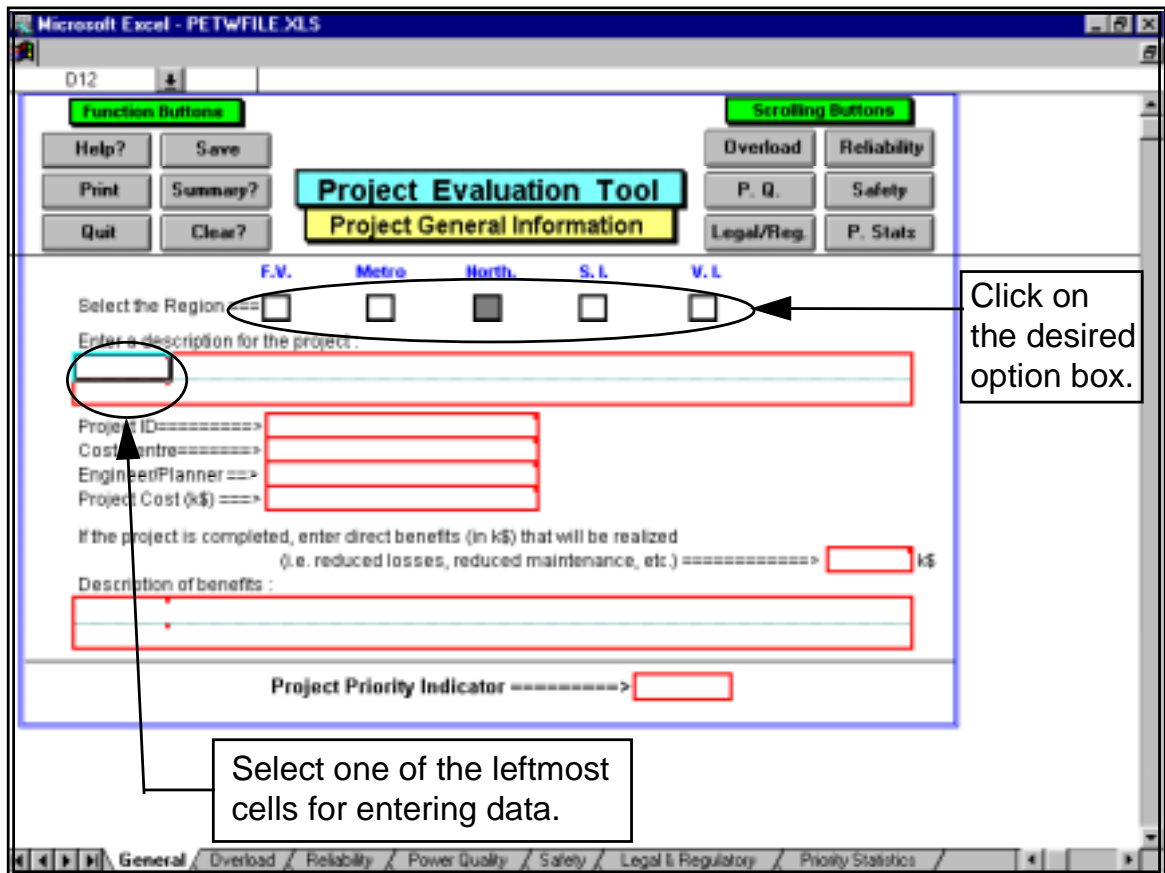 Microsoft Excel - PETWFILE.XLS
D12
Function Buttons
Scrolling Buttons
Help?
Save
Overload
Reliability
Print
Summary?
Project Evaluation Tool
P. Q.
Safety
Quit
Clear?
Project General Information
Legal/Reg.
P. Stats
F.V.
Metro
North.
S. I.
V. I.
Select the Region ===
Click on
the desired
option box.
Enter a description for the project :
Project ID=========>
Cost Centre=======>
Engineer/Planner ==>
Project Cost (k$) ===>
If the project is completed, enter direct benefits (in k$) that will be realized
(i.e. reduced losses, reduced maintenance, etc.) =============> k$
Description of benefits :
Project Priority Indicator =========>
Select one of the leftmost
cells for entering data.
General
Overload
Reliability
Power Quality
Safety
Legal & Regulatory
Priority Statistics